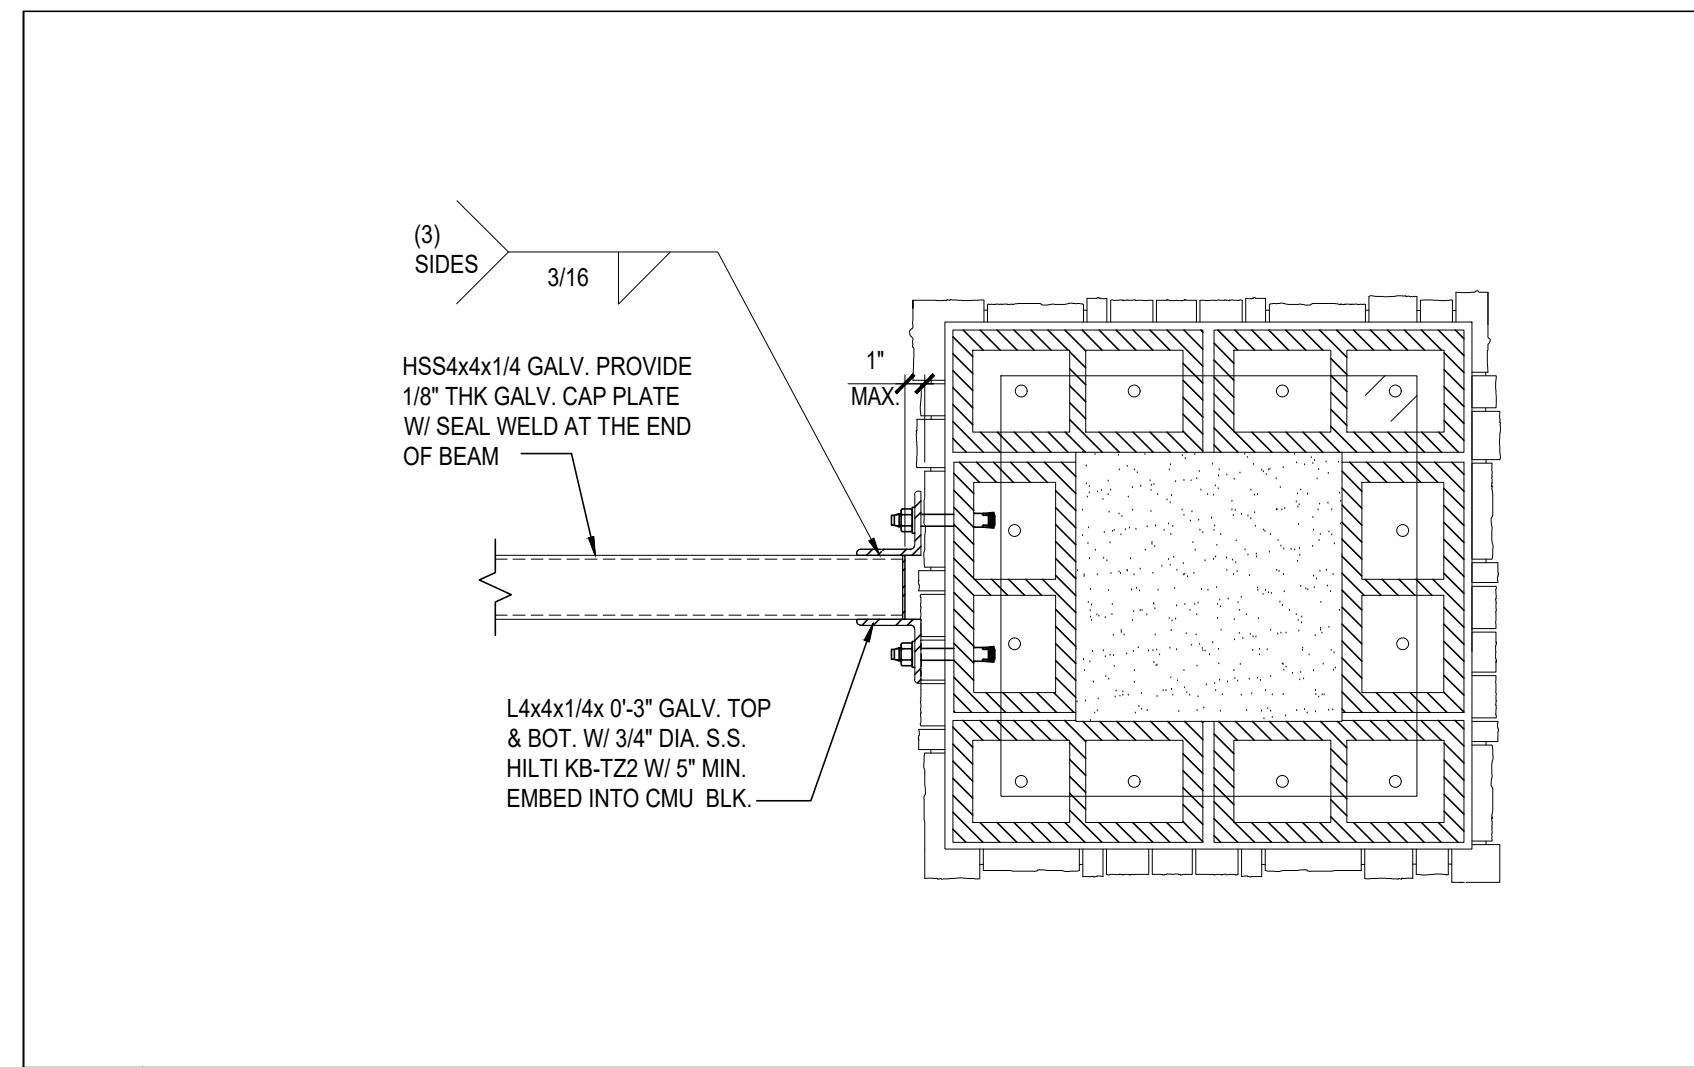 (3)
SIDES
3/16
HSS4x4x1/4 GALV. PROVIDE
1/8" THK GALV. CAP PLATE
W/ SEAL WELD AT THE END
OF BEAM
1"
MAX.
L4x4x1/4x 0'-3" GALV. TOP
& BOT. W/ 3/4" DIA. S.S.
HILTI KB-TZ2 W/ 5" MIN.
EMBED INTO CMU BLK.